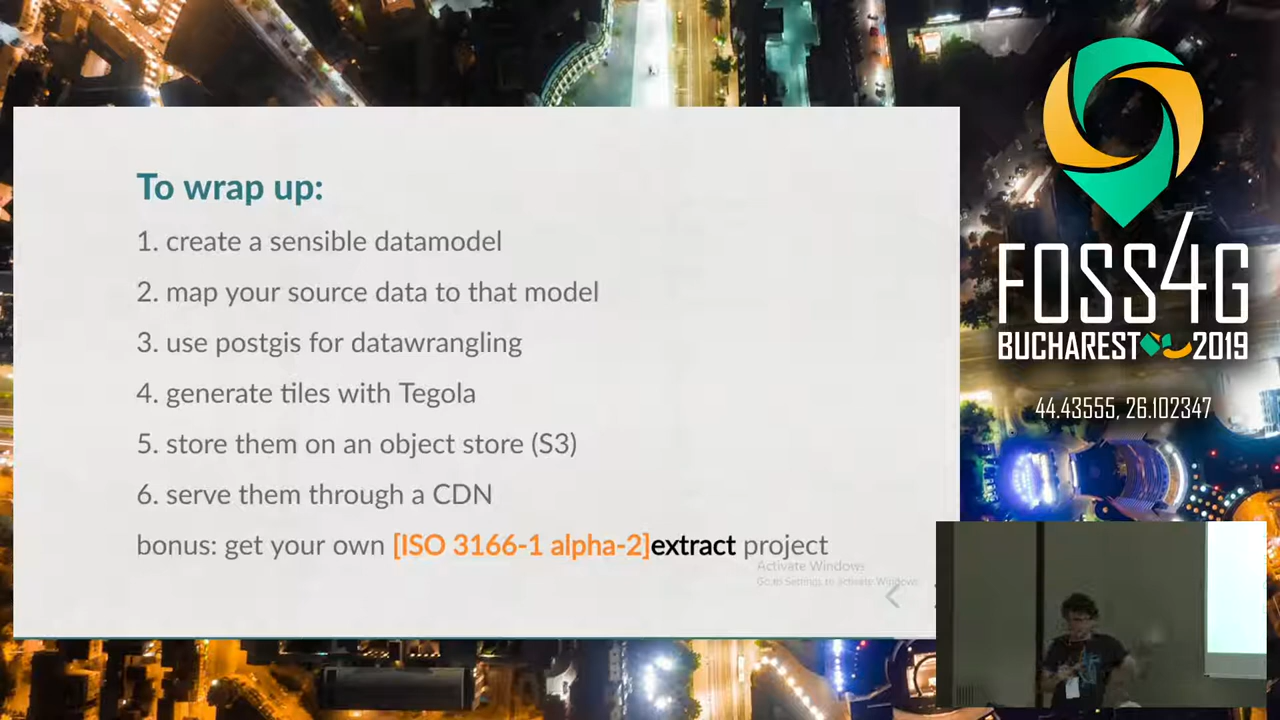 To wrap up:
1. create a sensible datamodel
2. map your source data to that model
3. use postgis for datawrangling
4. generate tiles with Tegola
5. store them on an object store (S3)
6. serve them through a CDN
bonus: get your own [ISO 3166-1 alpha-2]extract project
Activate Windows
Go to Settings to activate Windows.
FOSS4G
BUCHAREST 2019
44.43555, 26.102347